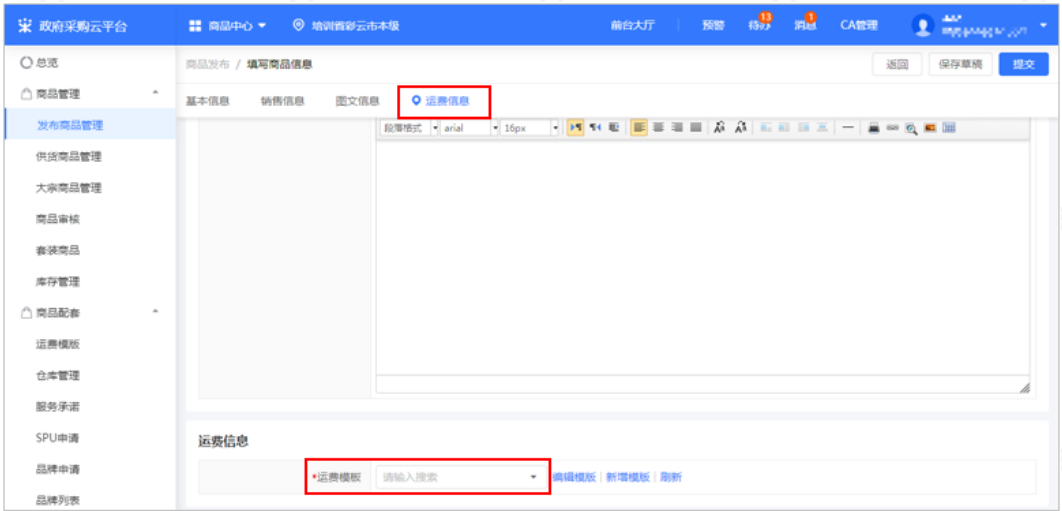 政府采购云平台 商品中心 培训省彩云市本级 前台大厅 预警 待办 13 消息 1 CA管理
总览
商品管理
发布商品管理
供货商品管理
大宗商品管理
商品审核
套装商品
库存管理
商品配套
运费模版
仓库管理
服务承诺
SPU申请
品牌申请
品牌列表
商品发布 / 填写商品信息 返回 保存草稿 提交
基本信息 销售信息 图文信息 运费信息
段落格式 arial 16px
运费信息
*运费模板 请输入搜索 编辑模版 新增模版 刷新